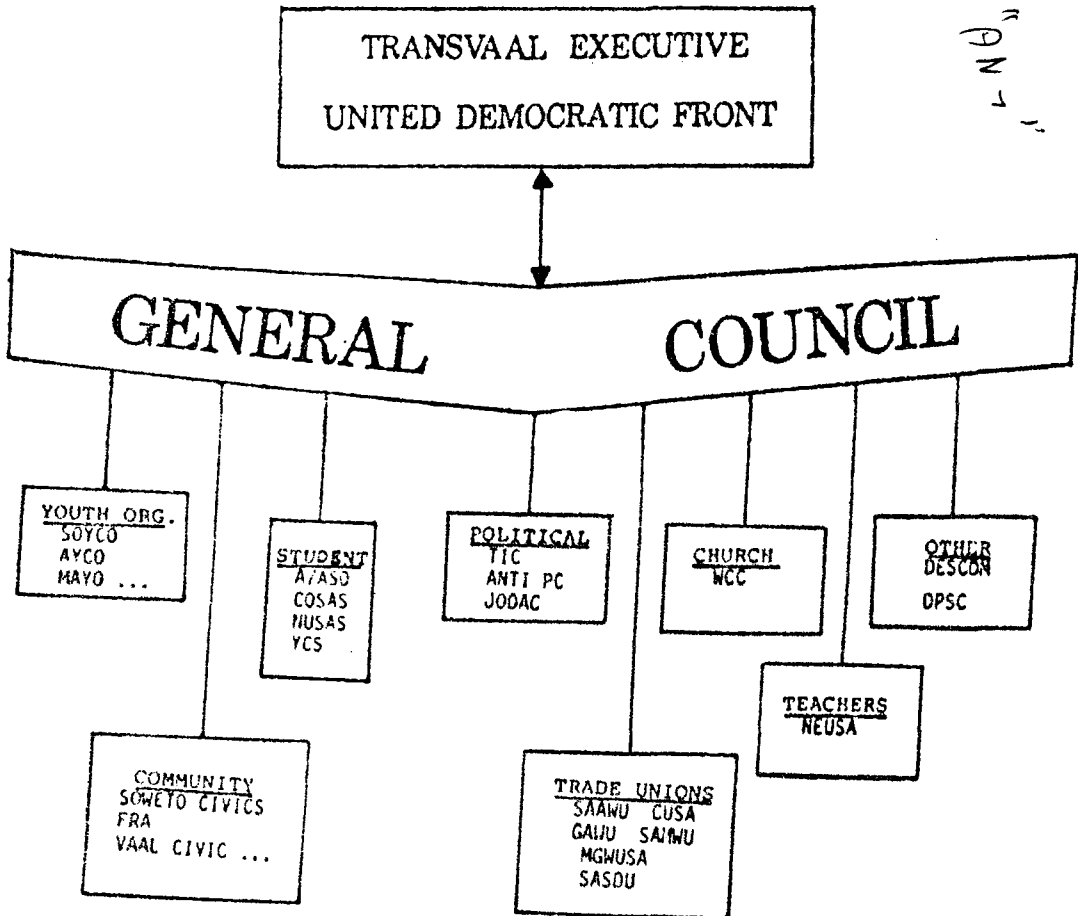 TRANSVAAL EXECUTIVE
UNITED DEMOCRATIC FRONT
GENERAL COUNCIL
YOUTH ORG.
SOYCO
AYCO
MAYO ...
STUDENT
AZASO
COSAS
NUSAS
YCS
POLITICAL
TIC
ANTI PC
JODAC
CHURCH
WCC
OTHER
DESCOM
DPSC
TEACHERS
NEUSA
COMMUNITY
SOWETO CIVICS
FRA
VAAL CIVIC ...
TRADE UNIONS
SAAWU CUSA
GAWU SAMWU
MGWUSA
SASDU